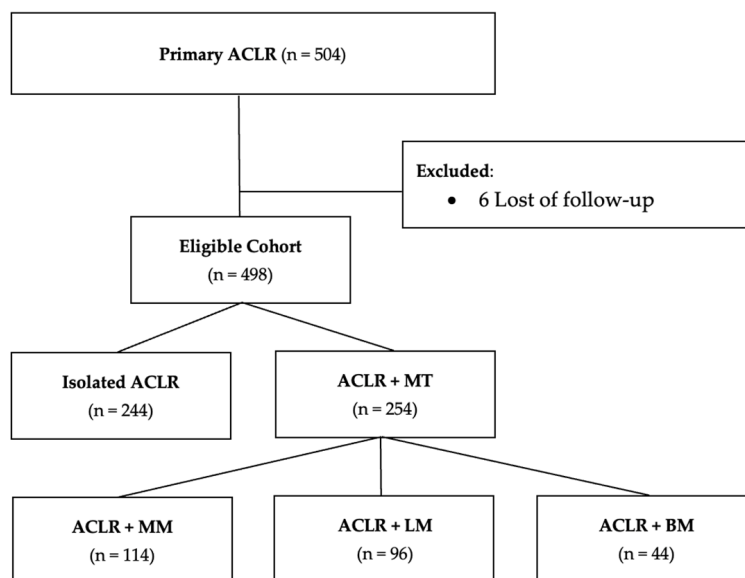 Primary ACLR (n = 504)
Excluded:
• 6 Lost of follow-up
Eligible Cohort
(n = 498)
Isolated ACLR
(n = 244)
ACLR + MT
(n = 254)
ACLR + MM
(n = 114)
ACLR + LM
(n = 96)
ACLR + BM
(n = 44)